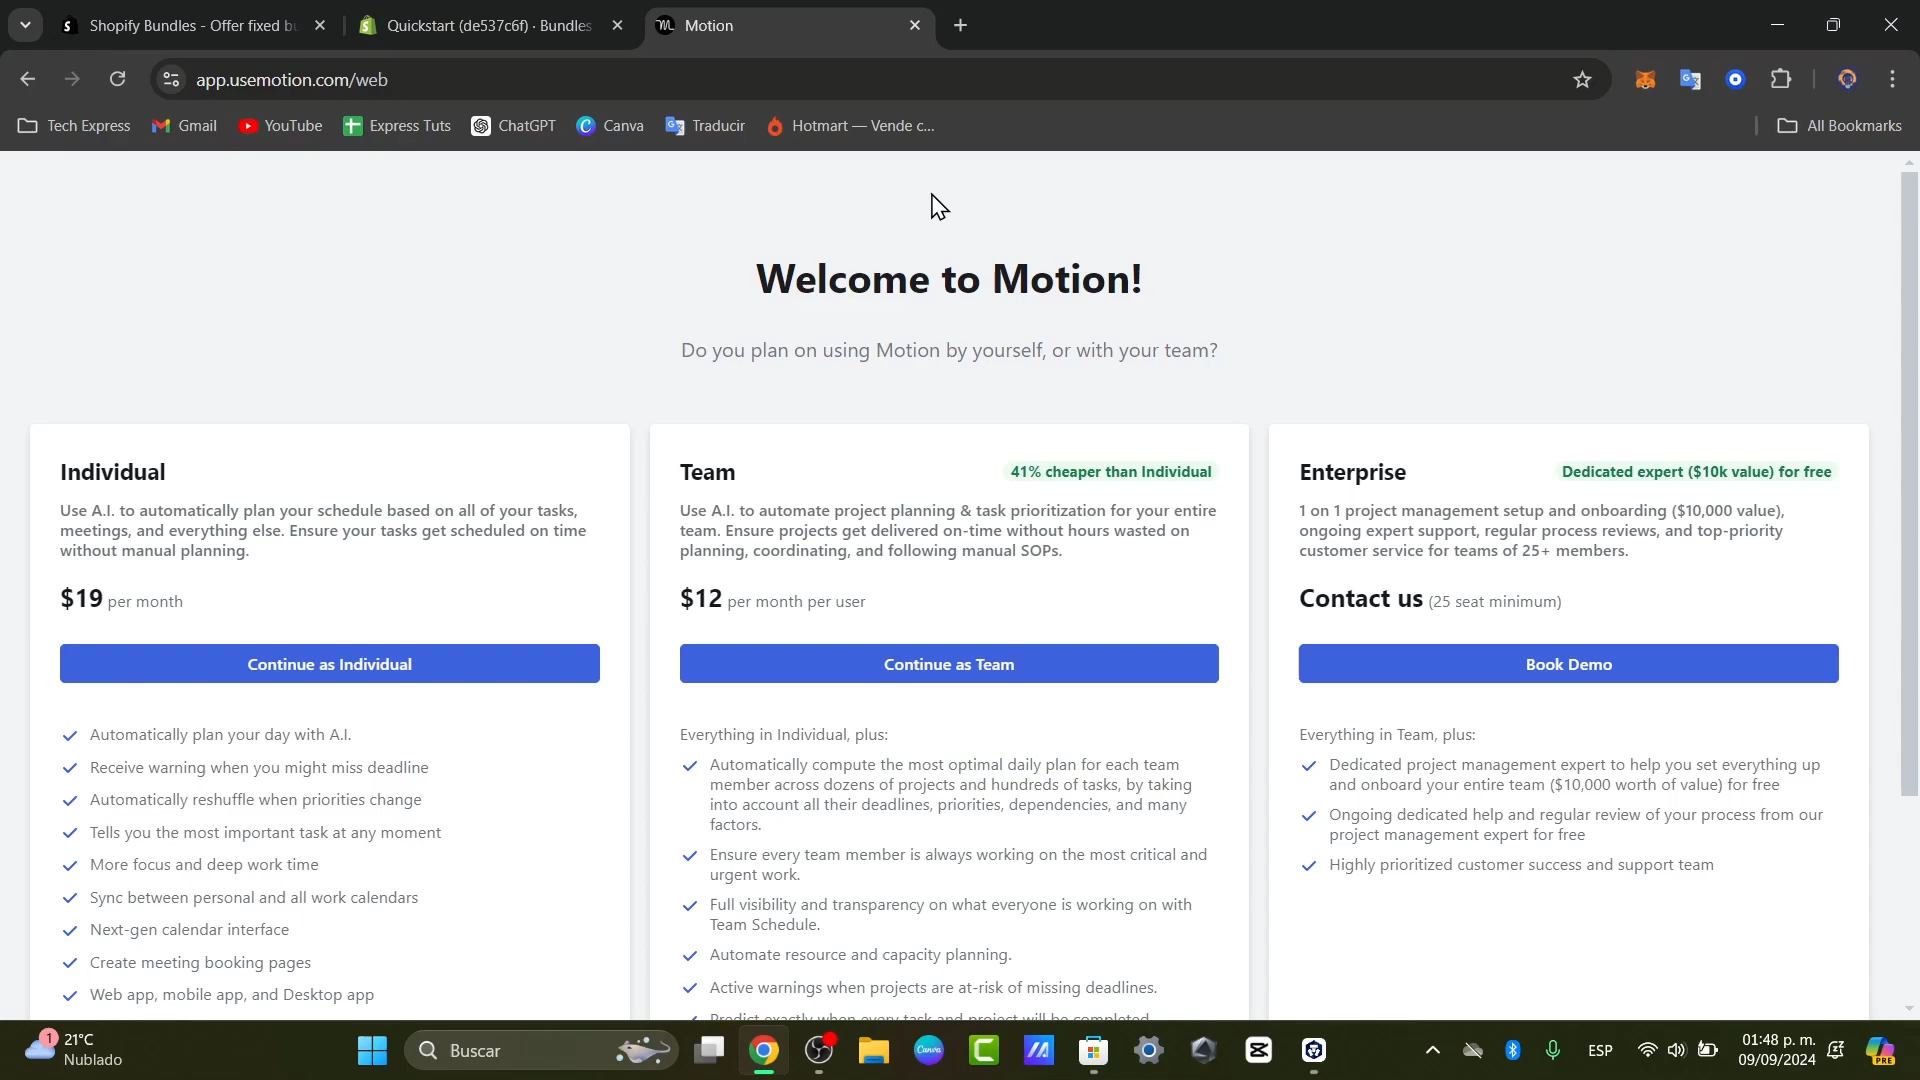 Shopify Bundles - Offer fixed bu
Quickstart (de537c6f) · Bundles
Motion
app.usemotion.com/web
Tech Express
Gmail
YouTube
Express Tuts
ChatGPT
Canva
Traducir
Hotmart — Vende c...
All Bookmarks
Welcome to Motion!
Do you plan on using Motion by yourself, or with your team?
Individual
Use A.I. to automatically plan your schedule based on all of your tasks,
meetings, and everything else. Ensure your tasks get scheduled on time
without manual planning.
$19 per month
Continue as Individual
Automatically plan your day with A.I.
Receive warning when you might miss deadline
Automatically reshuffle when priorities change
Tells you the most important task at any moment
More focus and deep work time
Sync between personal and all work calendars
Next-gen calendar interface
Create meeting booking pages
Web app, mobile app, and Desktop app
Team
41% cheaper than Individual
Use A.I. to automate project planning & task prioritization for your entire
team. Ensure projects get delivered on-time without hours wasted on
planning, coordinating, and following manual SOPs.
$12 per month per user
Continue as Team
Everything in Individual, plus:
Automatically compute the most optimal daily plan for each team
member across dozens of projects and hundreds of tasks, by taking
into account all their deadlines, priorities, dependencies, and many
factors.
Ensure every team member is always working on the most critical and
urgent work.
Full visibility and transparency on what everyone is working on with
Team Schedule.
Automate resource and capacity planning.
Active warnings when projects are at-risk of missing deadlines.
Predict exactly when every task and project will be completed
Enterprise
Dedicated expert ($10k value) for free
1 on 1 project management setup and onboarding ($10,000 value),
ongoing expert support, regular process reviews, and top-priority
customer service for teams of 25+ members.
Contact us (25 seat minimum)
Book Demo
Everything in Team, plus:
Dedicated project management expert to help you set everything up
and onboard your entire team ($10,000 worth of value) for free
Ongoing dedicated help and regular review of your process from our
project management expert for free
Highly prioritized customer success and support team
1
21°C
Nublado
Buscar
Canva
ESP
01:48 p. m.
09/09/2024
PRE